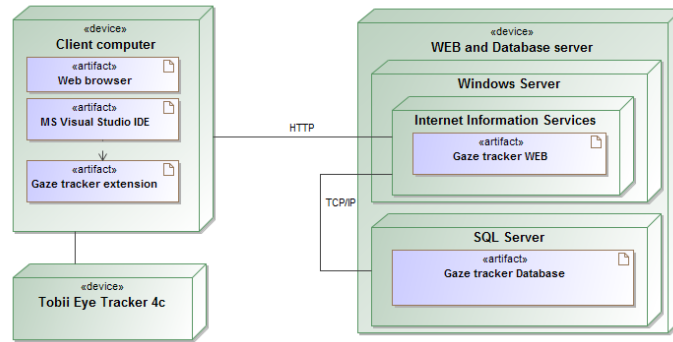 «device»
Client computer
«artifact»
Web browser
«artifact»
MS Visual Studio IDE
«artifact»
Gaze tracker extension
«device»
Tobii Eye Tracker 4c
HTTP
TCP/IP
«device»
WEB and Database server
Windows Server
Internet Information Services
«artifact»
Gaze tracker WEB
SQL Server
«artifact»
Gaze tracker Database